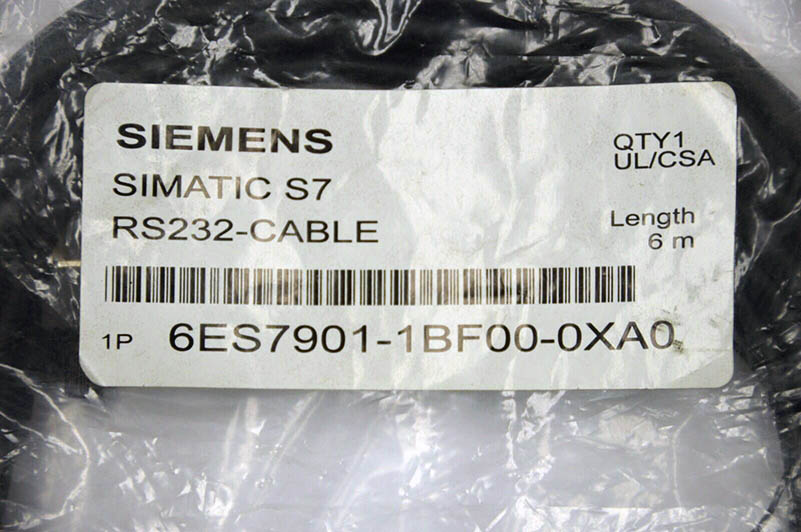 SIEMENS
SIMATIC S7
RS232-CABLE
QTY1
UL/CSA
Length
6 m
1P 6ES7901-1BF00-0XA0